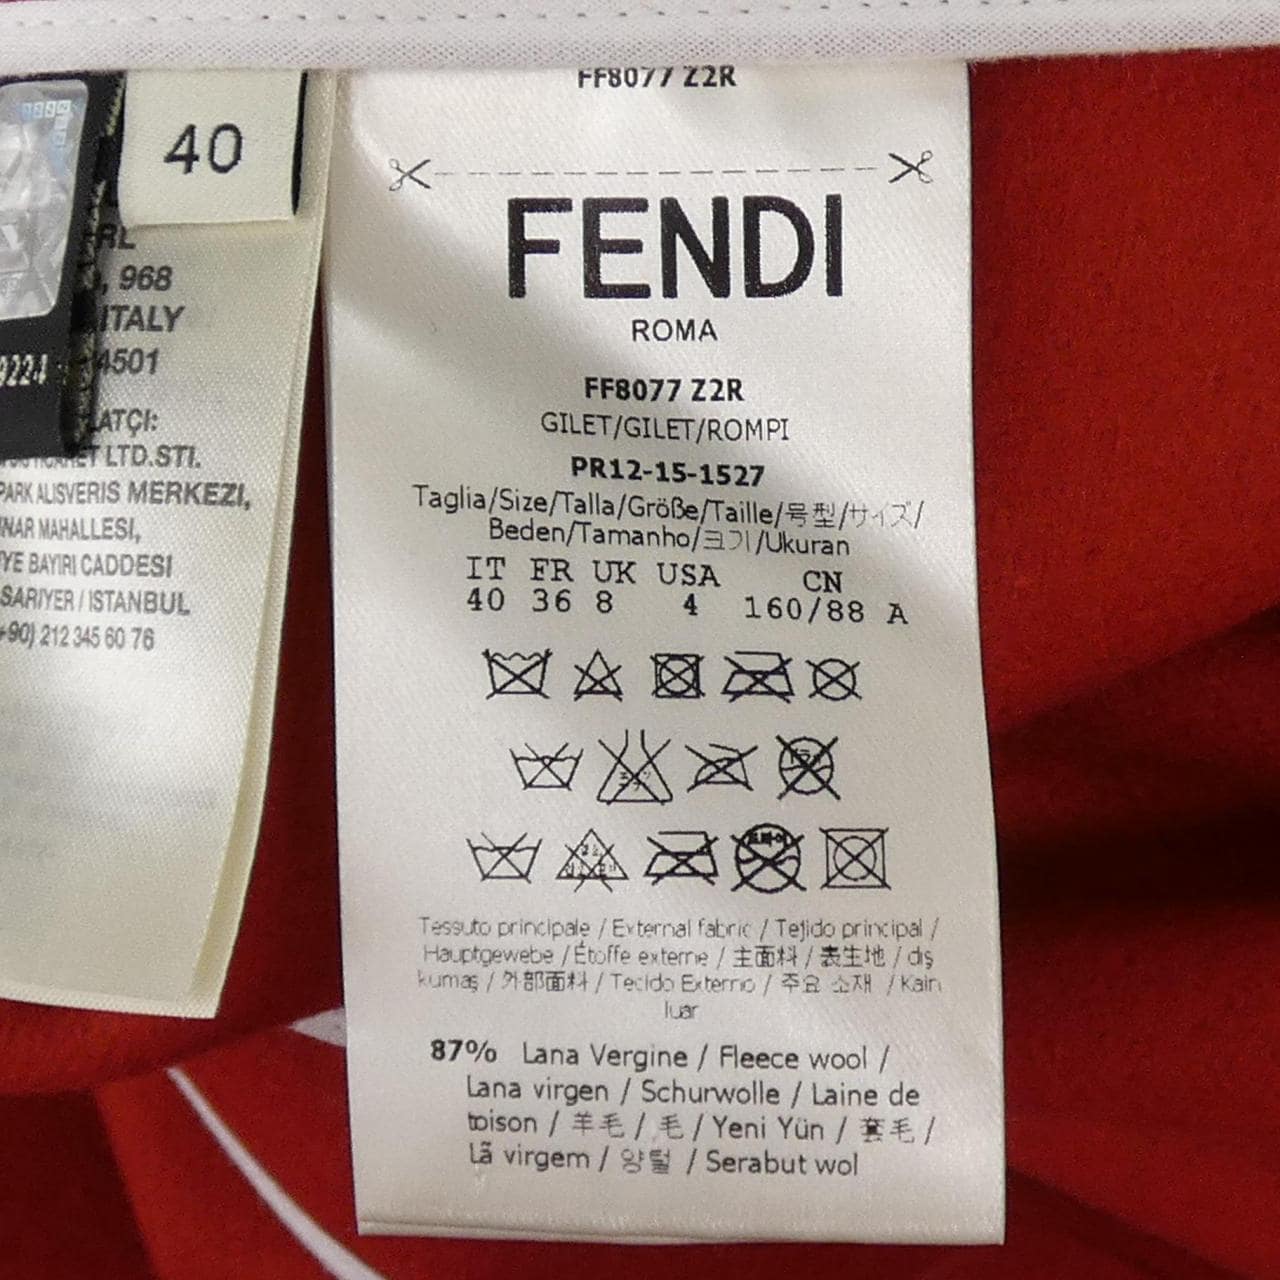 40
968
ITALY
4501
LTD.STI.
PARK ALISVERIS MERKEZI,
MAHALLESI,
BAYIRI CADDESI
SARIYER / ISTANBUL
+90) 212 345 60 76
FF8077 Z2R
FENDI
ROMA
FF8077 Z2R
GILET/GILET/ROMPI
PR12-15-1527
Taglia/Size/Talla/Größe/Taille/号型/サイズ/
Beden/Tamanho/크기/Ukuran
IT FR UK USA CN
40 36 8 4 160/88 A
Tessuto principale / External fabric / Tejido principal /
Hauptgewebe / Étoffe externe / 主面料 / 表生地 / dış
kumaş / 外部面料 / Tecido Externo / 주요 소재 / Kain
luar
87% Lana Vergine / Fleece wool /
Lana virgen / Schurwolle / Laine de
toison / 羊毛 / 毛 / Yeni Yün / 套毛 /
Lã virgem / 양털 / Serabut wol